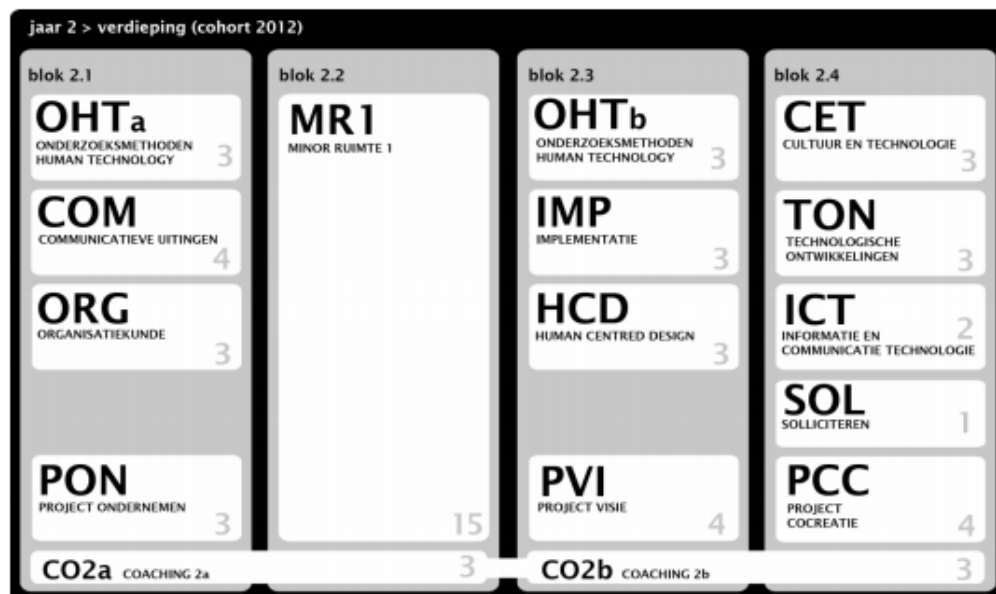 jaar 2 > verdieping (cohort 2012)
blok 2.1
OHTa
ONDERZOEKSMETHODEN
HUMAN TECHNOLOGY
3
COM
COMMUNICATIEVE UITINGEN
4
ORG
ORGANISATIEKUNDE
3
PON
PROJECT ONDERNEMEN
3
blok 2.2
MR1
MINOR RUIMTE 1
15
CO2a COACHING 2a
3
blok 2.3
OHTb
ONDERZOEKSMETHODEN
HUMAN TECHNOLOGY
3
IMP
IMPLEMENTATIE
3
HCD
HUMAN CENTRED DESIGN
3
PVI
PROJECT VISIE
4
blok 2.4
CET
CULTUUR EN TECHNOLOGIE
3
TON
TECHNOLOGISCHE
ONTWIKKELINGEN
3
ICT
INFORMATIE EN
COMMUNICATIE TECHNOLOGIE
2
SOL
SOLLICITEREN
1
PCC
PROJECT
COCREATIE
4
CO2b COACHING 2b
3